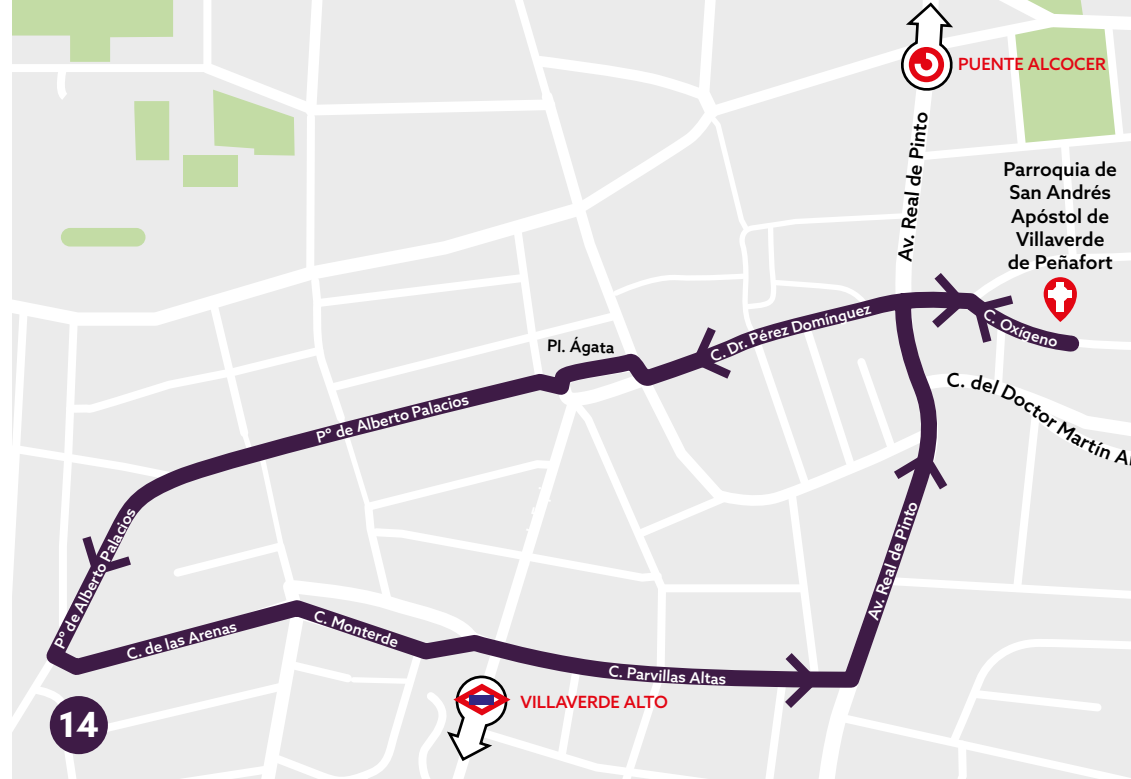 PUENTE ALCOCER
Av. Real de Pinto
Parroquia de
San Andrés
Apóstol de
Villaverde
de Peñafort
C. Oxígeno
C. Dr. Pérez Domínguez
Pl. Ágata
C. del Doctor Martín
Pº de Alberto Palacios
Pº de Alberto Palacios
Av. Real de Pinto
C. de las Arenas
C. Monterde
C. Parvillas Altas
VILLAVERDE ALTO
14